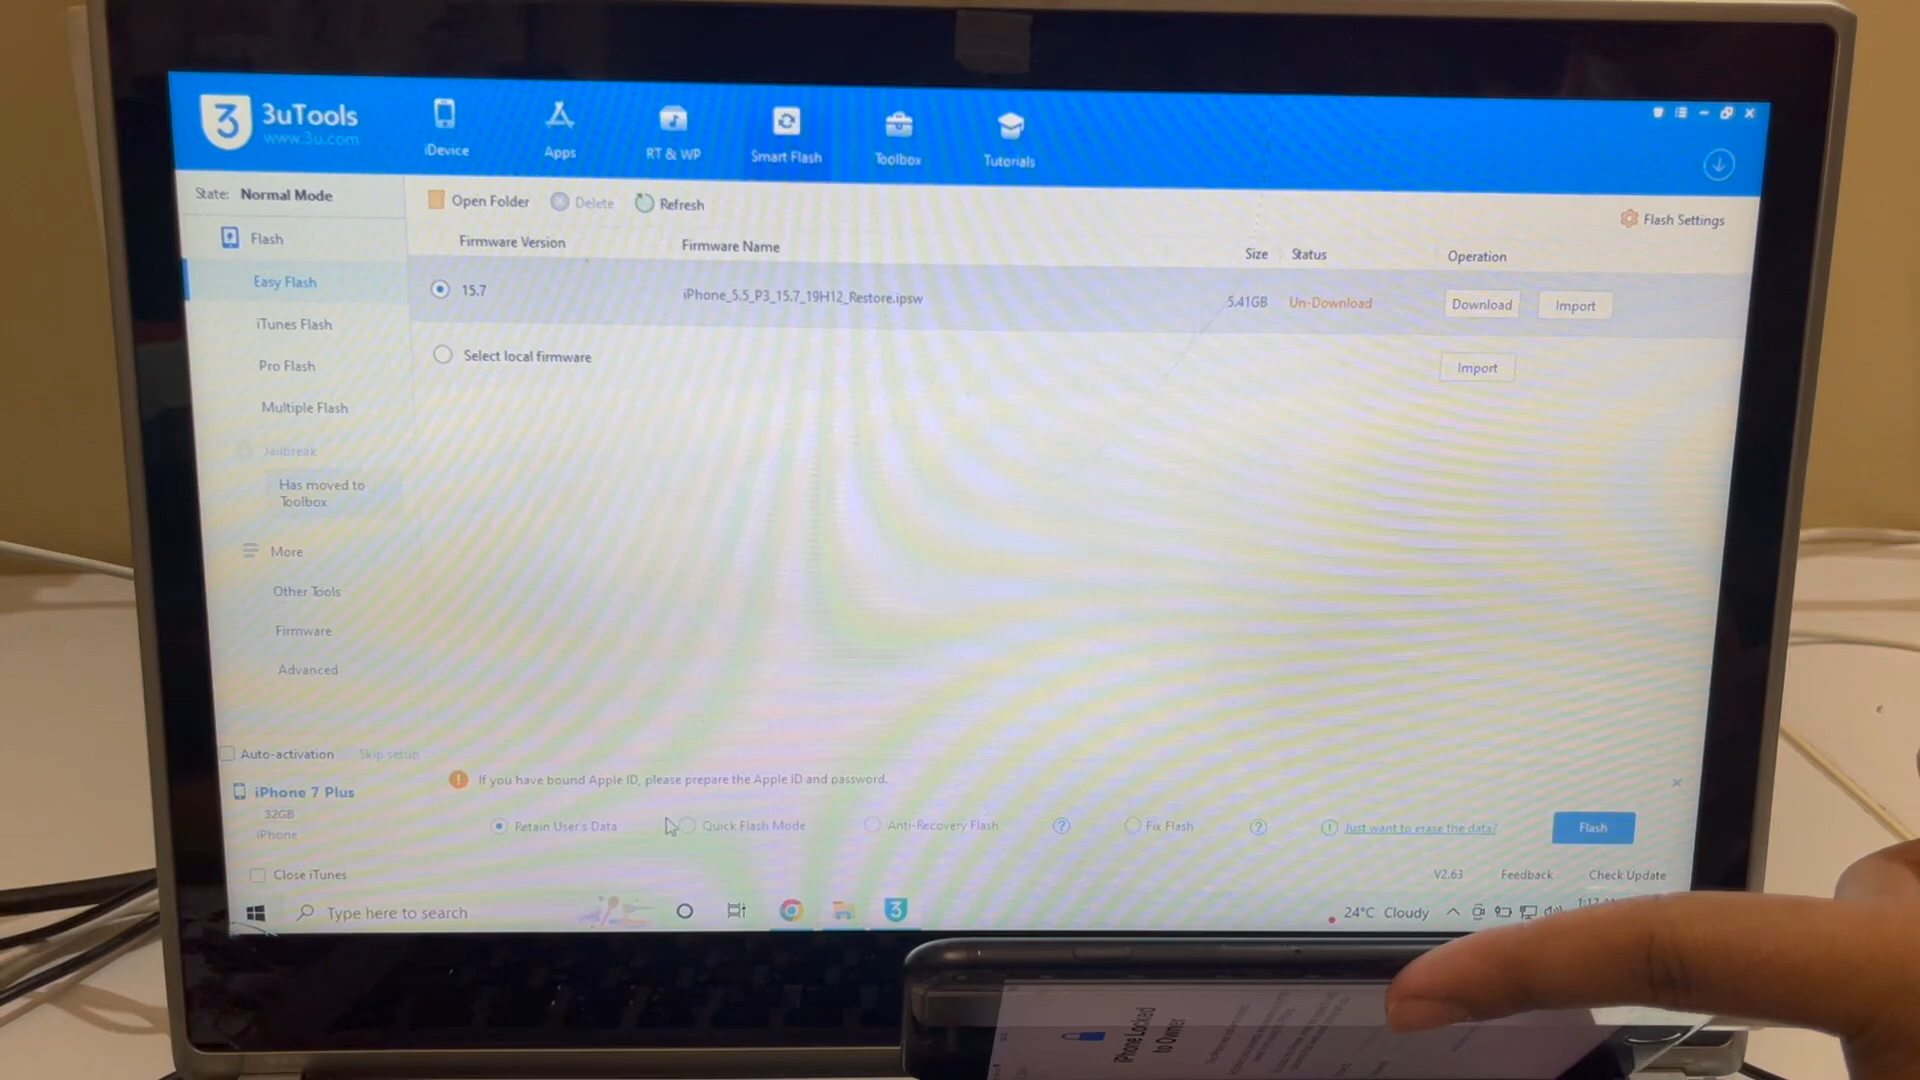 3uTools
www.3u.com
iDevice
Apps
RT & WP
Smart Flash
Toolbox
Tutorials
State: Normal Mode
Open Folder
Delete
Refresh
Flash Settings
Flash
Firmware Version
Firmware Name
Size
Status
Operation
Easy Flash
15.7
iPhone_5.5_P3_15.7_19H12_Restore.ipsw
5.41GB
Un-Download
Download
Import
iTunes Flash
Select local firmware
Import
Pro Flash
Multiple Flash
Jailbreak
Has moved to
Toolbox
More
Other Tools
Firmware
Advanced
Auto-activation
Skip setup
If you have bound Apple ID, please prepare the Apple ID and password.
iPhone 7 Plus
32GB
iPhone
Retain User's Data
Quick Flash Mode
Anti-Recovery Flash
Fix Flash
Just want to erase the data?
Flash
Close iTunes
V2.63
Feedback
Check Update
Type here to search
24°C Cloudy
iPhone Locked
to Owner